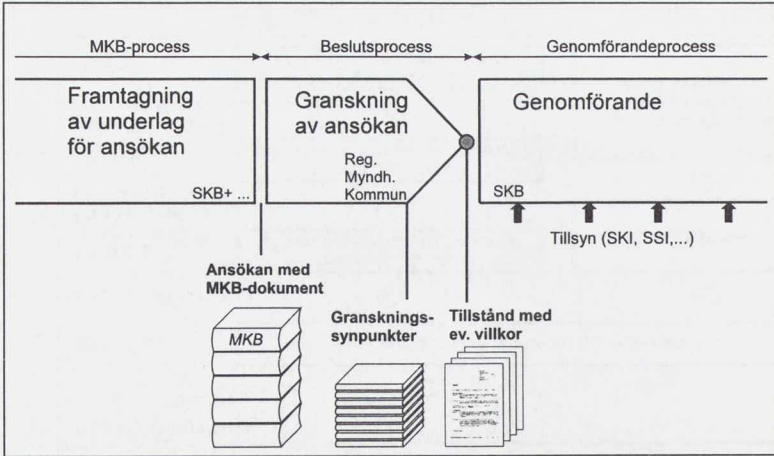 MKB-process
Beslutsprocess
Genomförandeprocess
Framtagning
av underlag
för ansökan
SKB+ ...
Granskning
av ansökan
Reg.
Myndh.
Kommun
Genomförande
SKB
Tillsyn (SKI, SSI,...)
Ansökan med
MKB-dokument
MKB
Gransknings-
synpunkter
Tillstånd med
ev. villkor